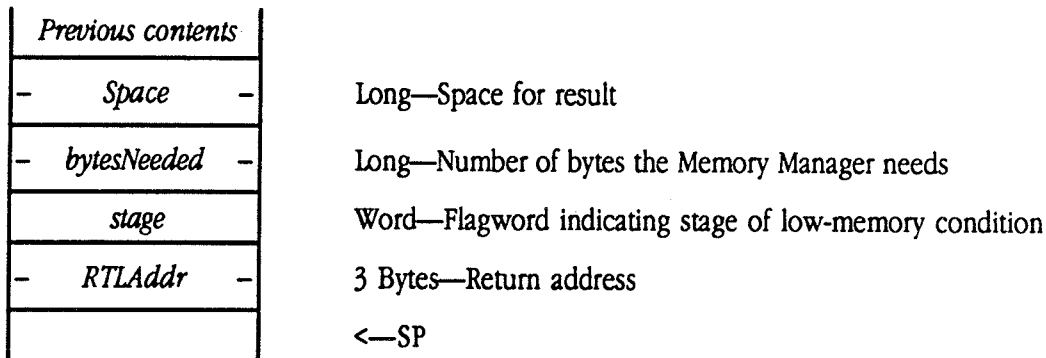 Previous contents
– Space – Long—Space for result
– bytesNeeded – Long—Number of bytes the Memory Manager needs
stage Word—Flagword indicating stage of low-memory condition
– RTLAddr – 3 Bytes—Return address
<—SP